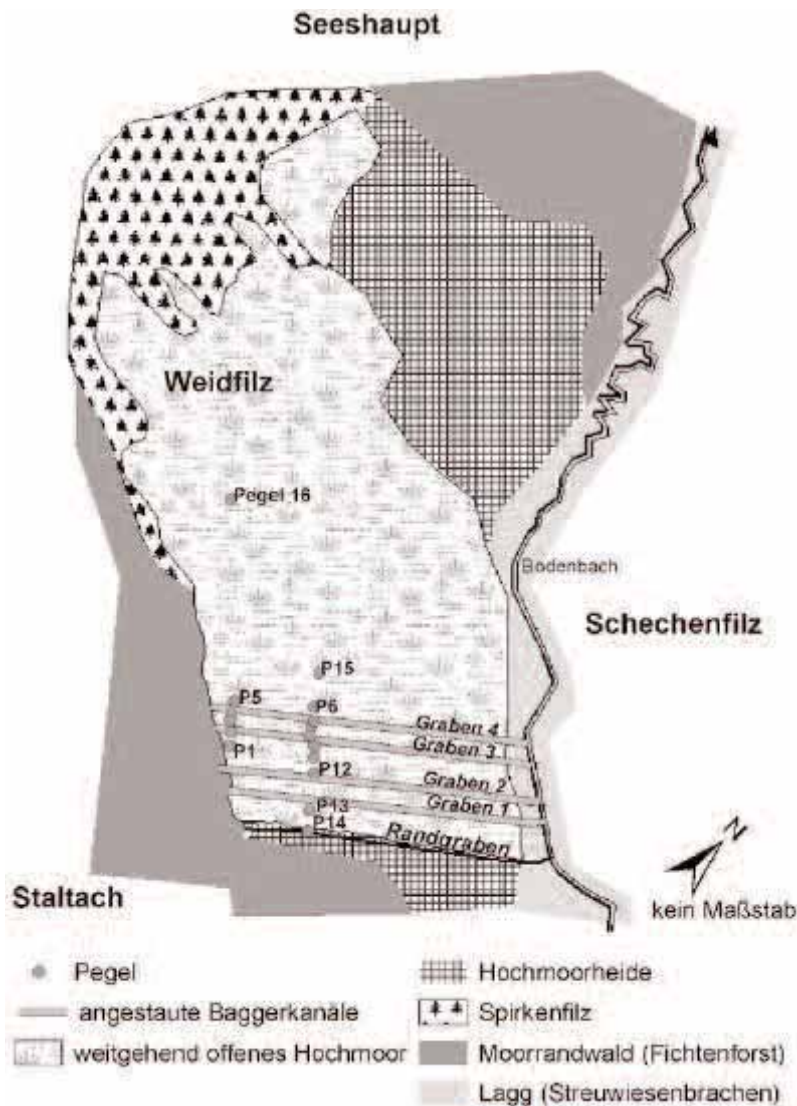 Seeshaupt
Weidfilz
Pegel 16
Bodenbach
Schechenfilz
P15
P5
P6
Graben 4
P1
Graben 3
P12
Graben 2
Graben 1
P13
P14
Randgraben
N
Staltach
kein Maßstab
Pegel
Hochmoorheide
angestaute Baggerkanäle
Spirkenfilz
weitgehend offenes Hochmoor
Moorrandwald (Fichtenforst)
Lagg (Streuwiesenbrachen)